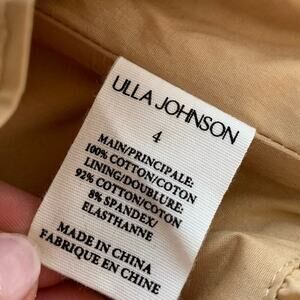 ULLA JOHNSON
4
MAIN/PRINCIPALE:
100% COTTON/COTON
LINING/DOUBLURE:
92% COTTON/COTON
8% SPANDEX/
ELASTHANNE
MADE IN CHINA
FABRIQUE EN CHINE